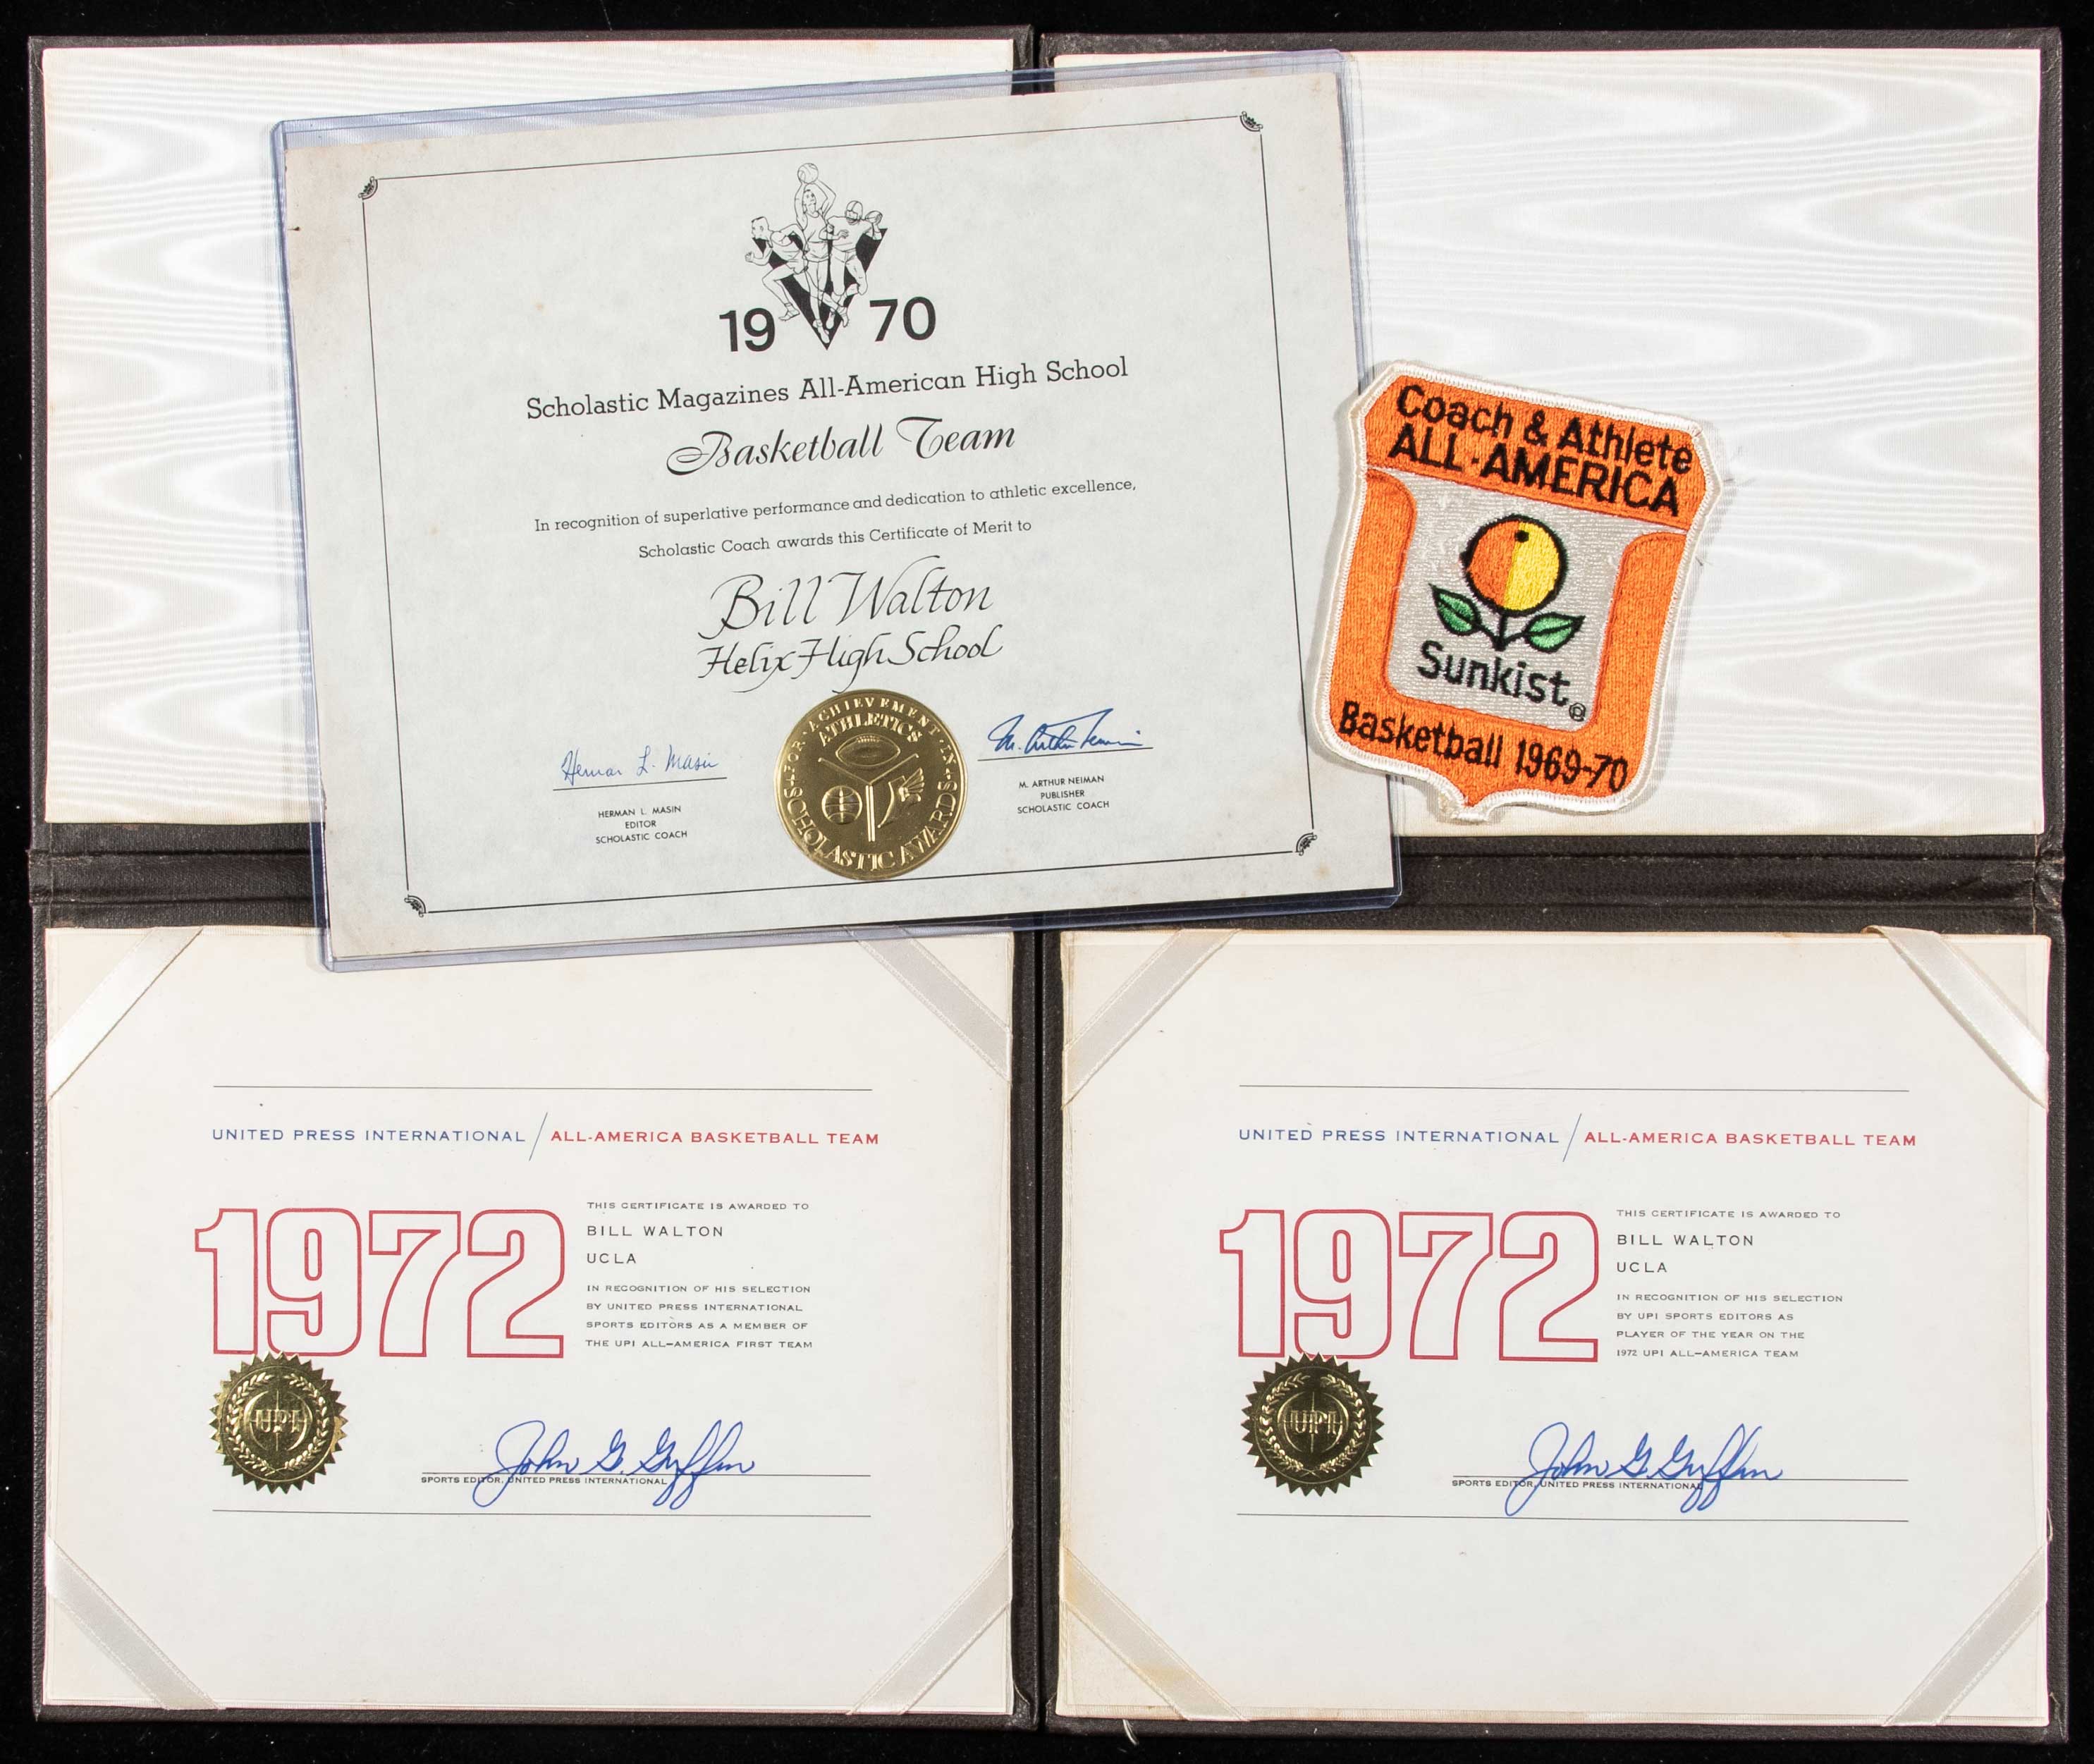 19 70
Scholastic Magazines All-American High School
Basketball Team
In recognition of superlative performance and dedication to athletic excellence,
Scholastic Coach awards this Certificate of Merit to
Bill Walton
Helix High School
SCHOLASTIC AWARDS · FOR · ACHIEVEMENT · IN ·
ATHLETICS
Herman L. Masin
HERMAN L. MASIN
EDITOR
SCHOLASTIC COACH
M. ARTHUR NEIMAN
PUBLISHER
SCHOLASTIC COACH
Coach & Athlete
ALL-AMERICA
Sunkist®
Basketball 1969-70
UNITED PRESS INTERNATIONAL / ALL-AMERICA BASKETBALL TEAM
1972
THIS CERTIFICATE IS AWARDED TO
BILL WALTON
UCLA
IN RECOGNITION OF HIS SELECTION
BY UNITED PRESS INTERNATIONAL
SPORTS EDITORS AS A MEMBER OF
THE UPI ALL-AMERICA FIRST TEAM
UPI
John G. Griffin
SPORTS EDITOR, UNITED PRESS INTERNATIONAL
UNITED PRESS INTERNATIONAL / ALL-AMERICA BASKETBALL TEAM
1972
THIS CERTIFICATE IS AWARDED TO
BILL WALTON
UCLA
IN RECOGNITION OF HIS SELECTION
BY UPI SPORTS EDITORS AS
PLAYER OF THE YEAR ON THE
1972 UPI ALL-AMERICA TEAM
UPI
John G. Griffin
SPORTS EDITOR, UNITED PRESS INTERNATIONAL